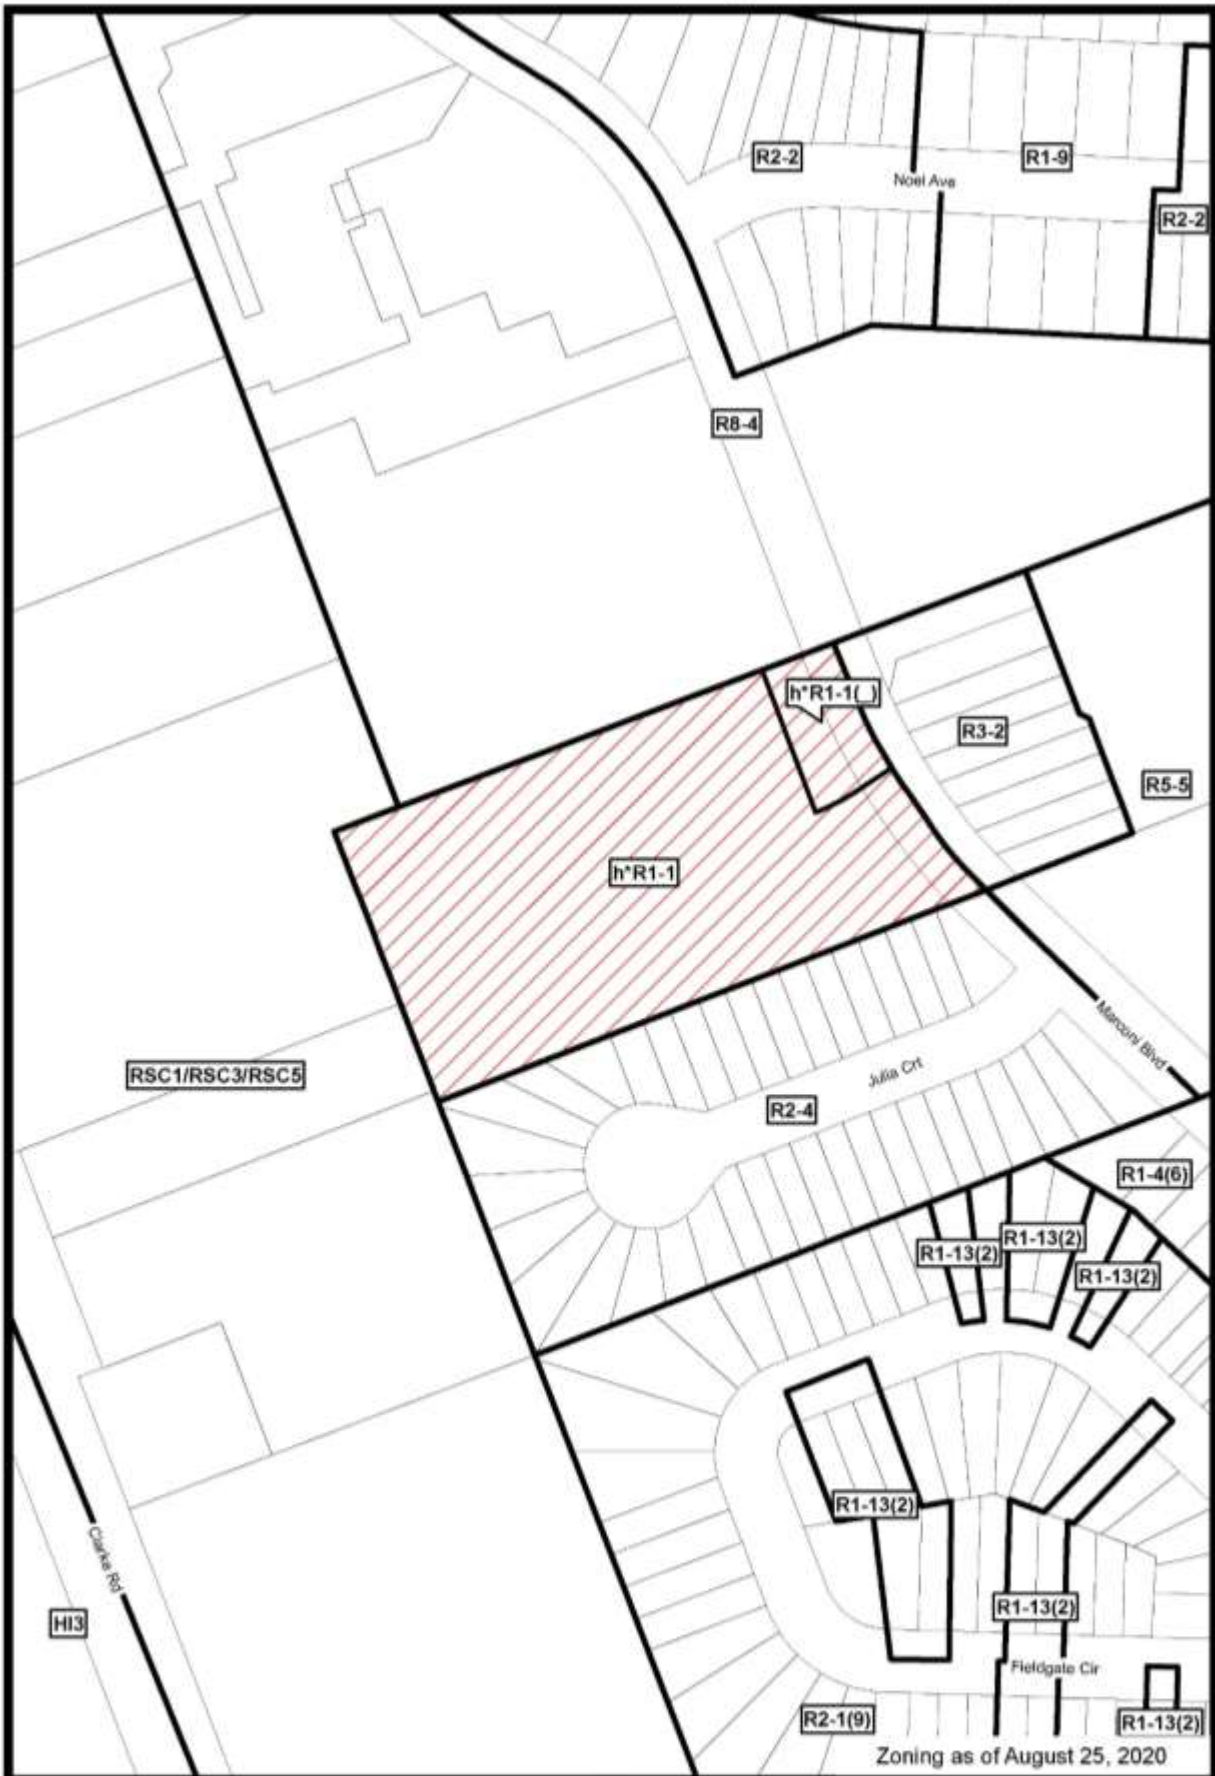 R2-2
R1-9
Noel Ave
R2-2
R8-4
h*R1-1(_)
R3-2
R5-5
h*R1-1
Marconi Blvd
RSC1/RSC3/RSC5
Julia Crt
R2-4
R1-4(6)
R1-13(2)
R1-13(2)
R1-13(2)
R1-13(2)
Clarke Rd
R1-13(2)
HI3
Fieldgate Cir
R2-1(9)
R1-13(2)
Zoning as of August 25, 2020